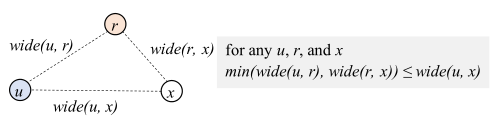 r
wide(u, r)
wide(r, x)
u
x
wide(u, x)
for any u, r, and x
min(wide(u, r), wide(r, x)) ≤ wide(u, x)